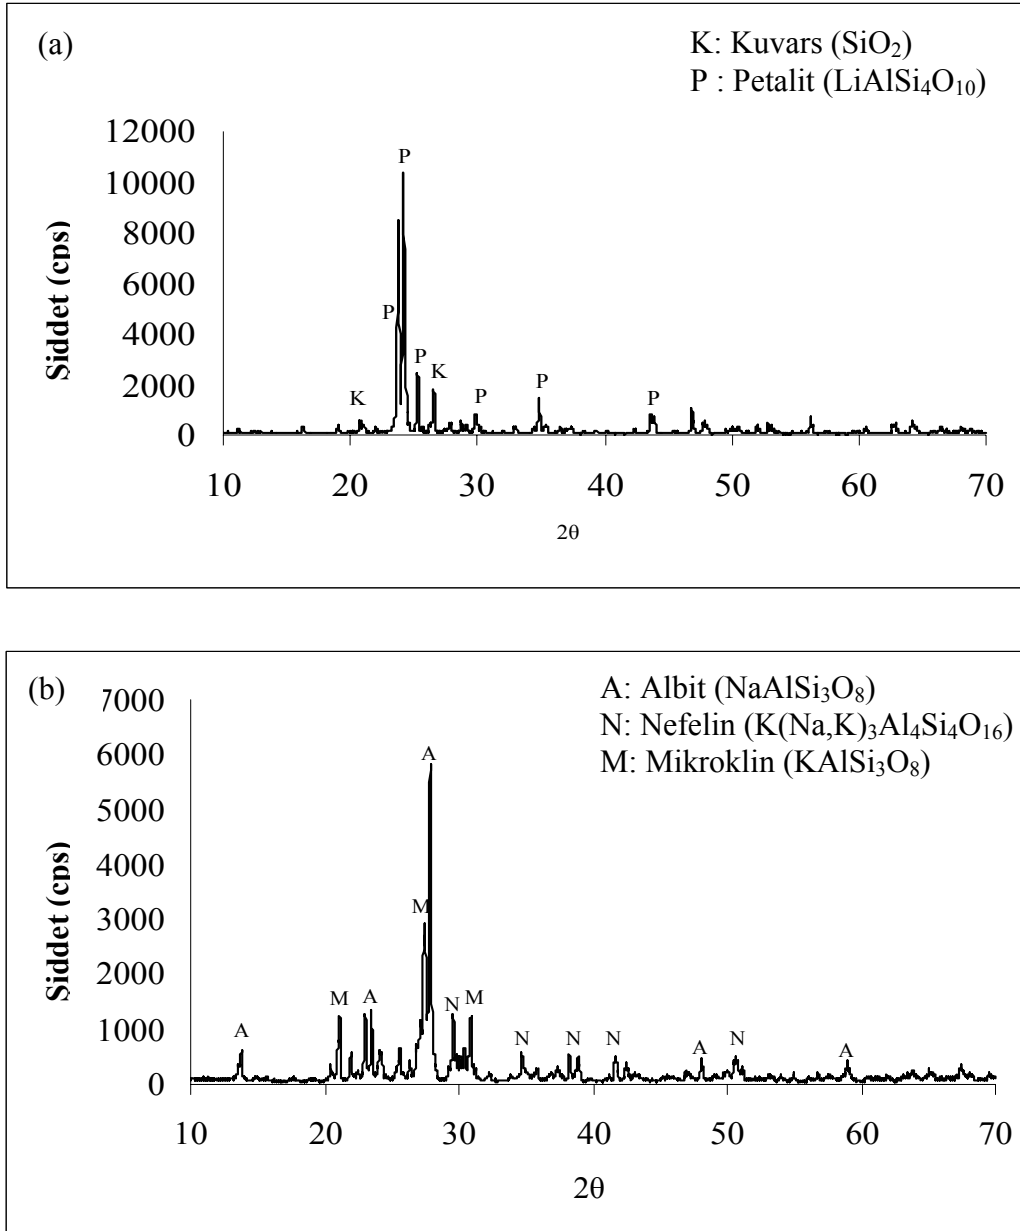 (a)
K: Kuvars (SiO₂)
P : Petalit (LiAlSi₄O₁₀)
12000
10000
8000
6000
4000
2000
0
Şiddet (cps)
P
P
P
K
K
P
P
P
10 20 30 40 50 60 70
2θ
(b)
A: Albit (NaAlSi₃O₈)
N: Nefelin (K(Na,K)₃Al₄Si₄O₁₆)
M: Mikroklin (KAlSi₃O₈)
7000
6000
5000
4000
3000
2000
1000
0
Şiddet (cps)
A
M
A
M
A
N
M
N
N
N
A
N
A
10 20 30 40 50 60 70
2θ